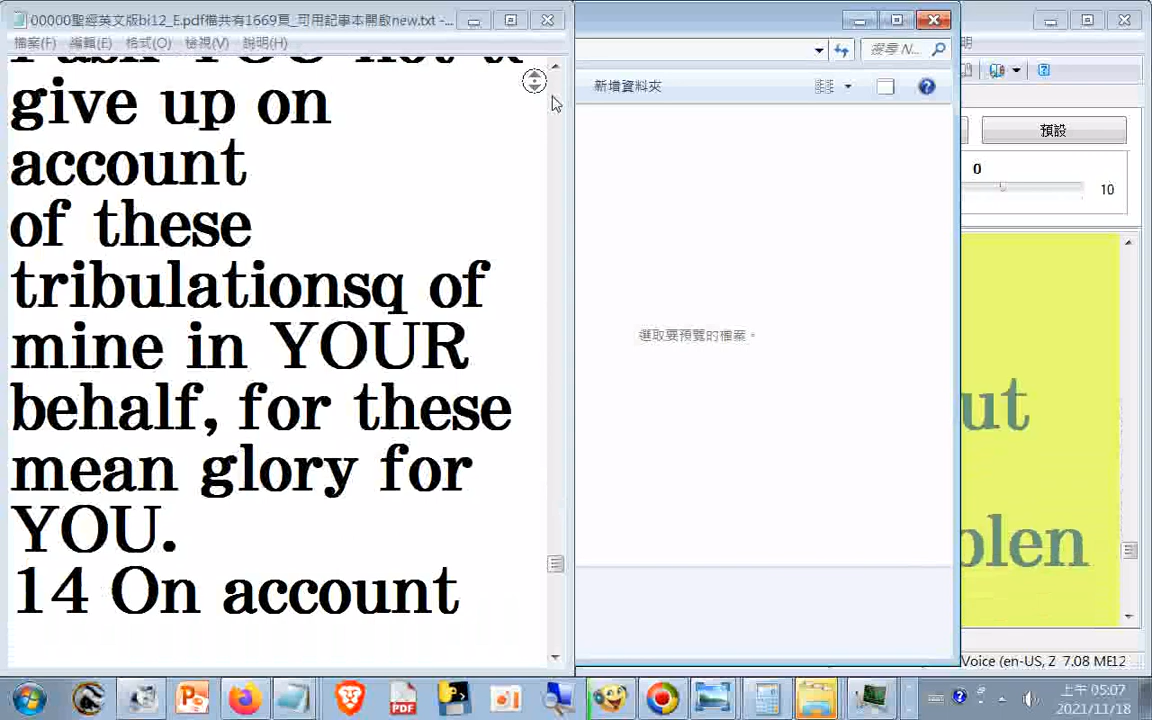 00000聖經英文版bi12_E.pdf檔共有1669頁_可用記事本開啟new.txt -...
檔案(F) 編輯(E) 格式(O) 檢視(V) 說明(H)
give up on
account
of these
tribulationsq of
mine in YOUR
behalf, for these
mean glory for
YOU.
14 On account
搜尋 N...
新增資料夾
選取要預覽的檔案。
明
預設
0
10
ut
olen
Voice (en-US, Z 7.08 ME12
上午 05:07
2021/11/18